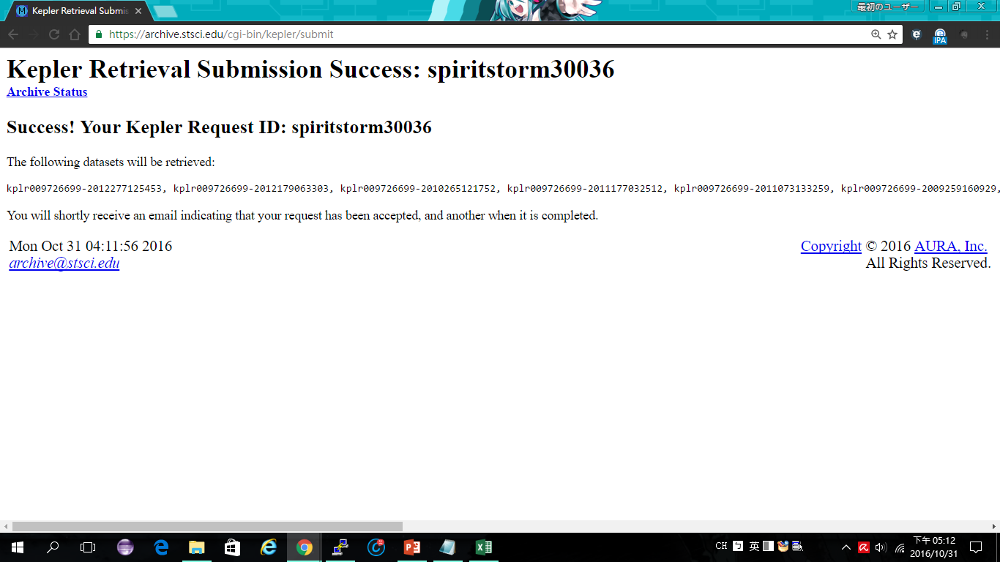 Kepler Retrieval Submis
最初のユーザー
https://archive.stsci.edu/cgi-bin/kepler/submit
IPA
Kepler Retrieval Submission Success: spiritstorm30036
Archive Status
Success! Your Kepler Request ID: spiritstorm30036
The following datasets will be retrieved:
kplr009726699-2012277125453, kplr009726699-2012179063303, kplr009726699-2010265121752, kplr009726699-2011177032512, kplr009726699-2011073133259, kplr009726699-2009259160929,
You will shortly receive an email indicating that your request has been accepted, and another when it is completed.
Mon Oct 31 04:11:56 2016
archive@stsci.edu
Copyright © 2016 AURA, Inc.
All Rights Reserved.
CH ㄅ 英
下午 05:12
2016/10/31